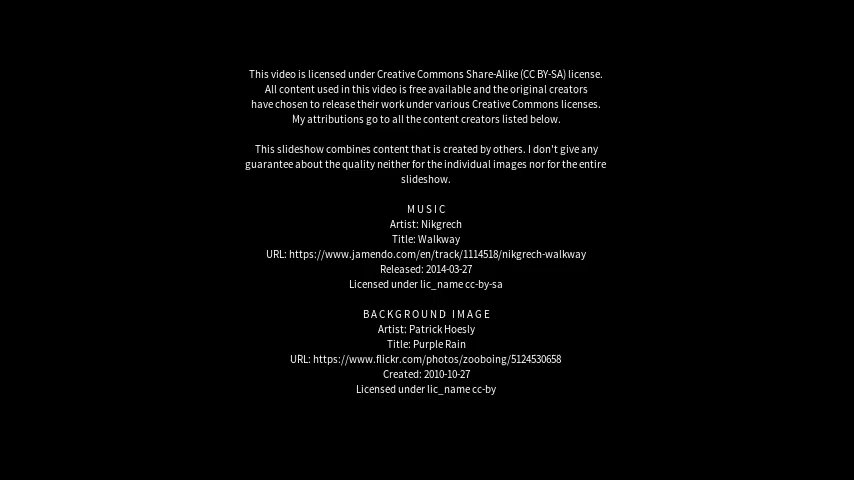 This video is licensed under Creative Commons Share-Alike (CC BY-SA) license.
All content used in this video is free available and the original creators
have chosen to release their work under various Creative Commons licenses.
My attributions go to all the content creators listed below.
This slideshow combines content that is created by others. I don't give any
guarantee about the quality neither for the individual images nor for the entire
slideshow.
MUSIC
Artist: Nikgrech
Title: Walkway
URL: https://www.jamendo.com/en/track/1114518/nikgrech-walkway
Released: 2014-03-27
Licensed under lic_name cc-by-sa
BACKGROUND IMAGE
Artist: Patrick Hoesly
Title: Purple Rain
URL: https://www.flickr.com/photos/zooboing/5124530658
Created: 2010-10-27
Licensed under lic_name cc-by